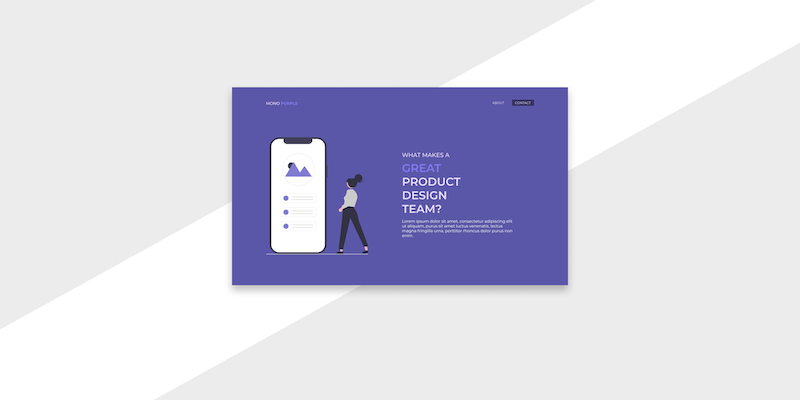 MONO PURPLE
ABOUT
CONTACT
WHAT MAKES A
GREAT
PRODUCT
DESIGN
TEAM?
Lorem ipsum dolor sit amet, consectetur adipiscing elit
ut aliquam, purus sit amet luctus venenatis, lectus
magna fringilla urna, porttitor rhoncus dolor purus non
enim.